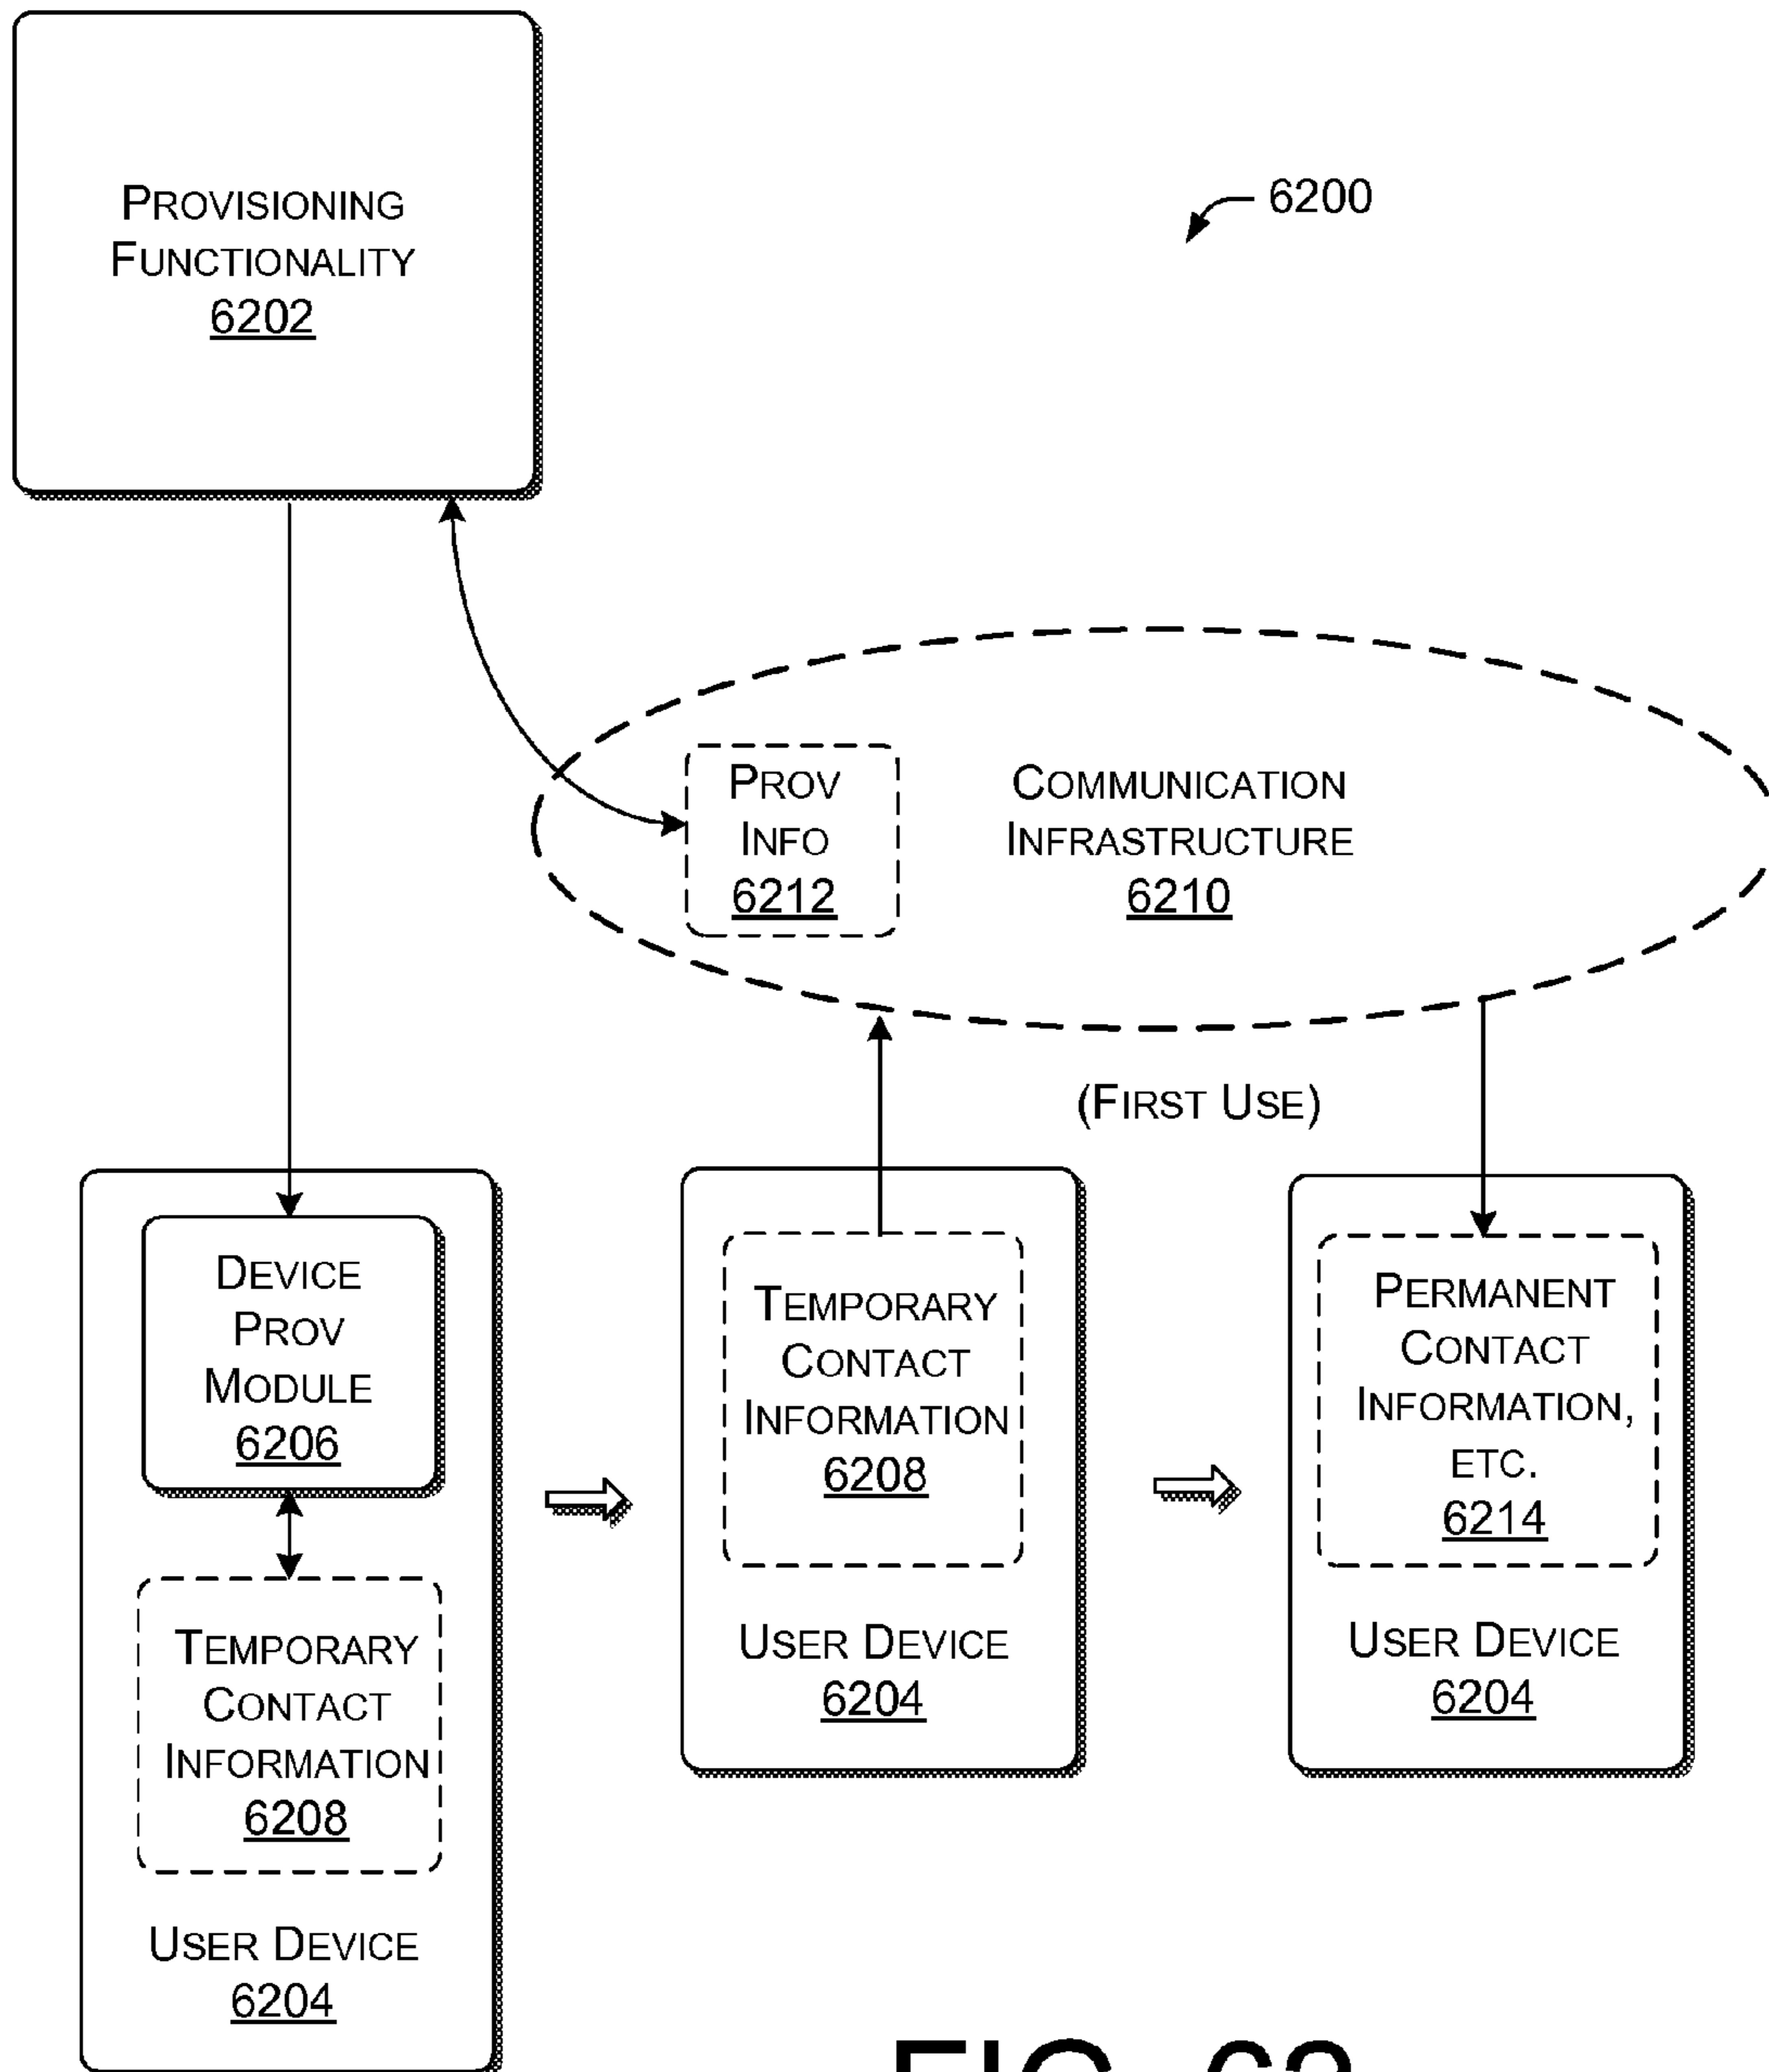 PROVISIONING
FUNCTIONALITY
6202
6200
PROV
INFO
6212
COMMUNICATION
INFRASTRUCTURE
6210
(FIRST USE)
DEVICE
PROV
MODULE
6206
TEMPORARY
CONTACT
INFORMATION
6208
USER DEVICE
6204
TEMPORARY
CONTACT
INFORMATION
6208
USER DEVICE
6204
PERMANENT
CONTACT
INFORMATION,
ETC.
6214
USER DEVICE
6204
FIG. 62